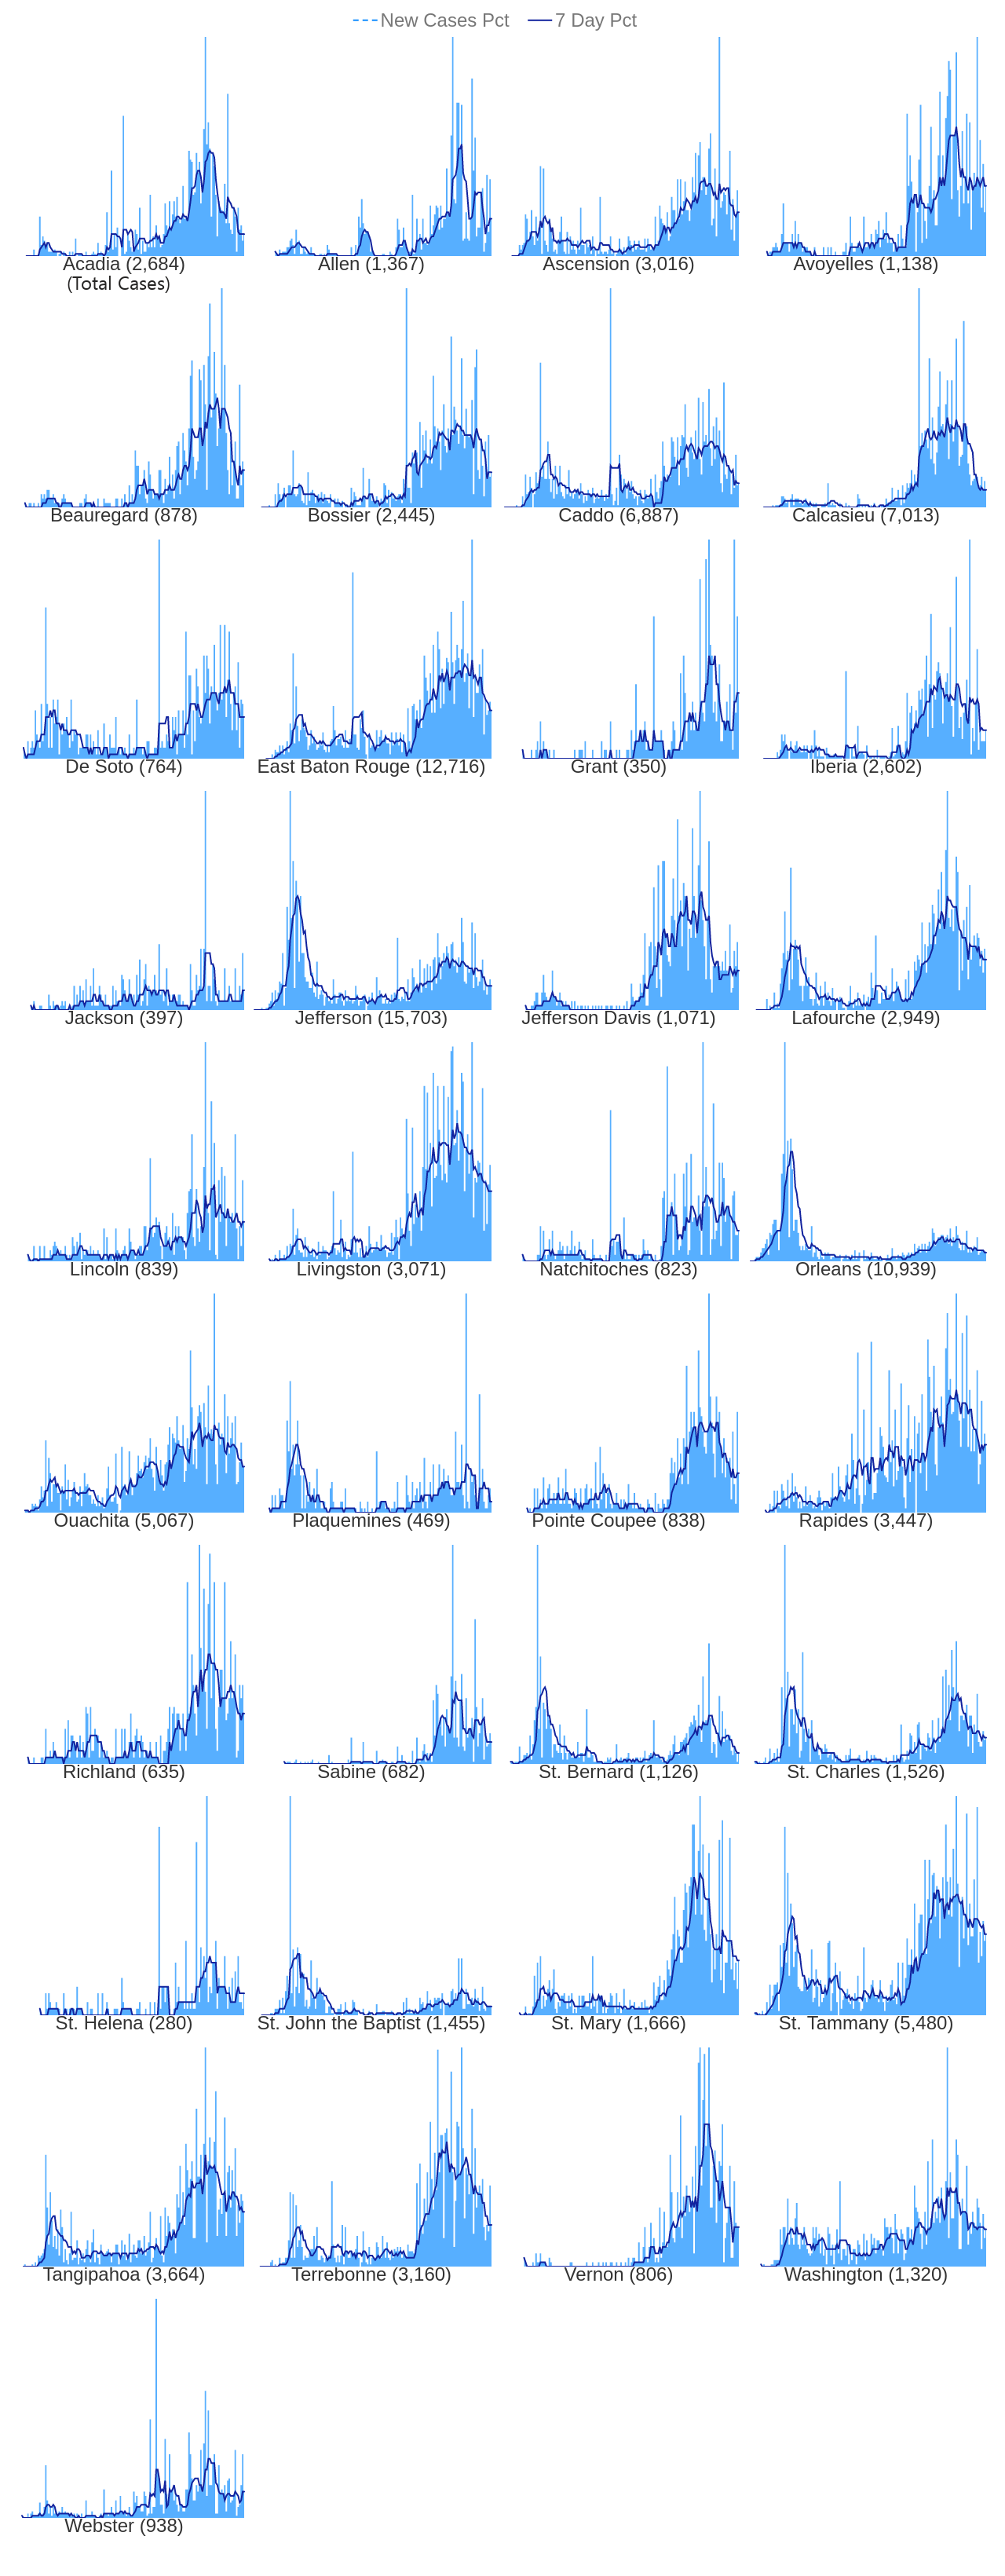 New Cases Pct 7 Day Pct
Acadia (2,684) Allen (1,367) Ascension (3,016) Avoyelles (1,138)
(Total Cases)
Beauregard (878) Bossier (2,445) Caddo (6,887) Calcasieu (7,013)
De Soto (764) East Baton Rouge (12,716) Grant (350) Iberia (2,602)
Jackson (397) Jefferson (15,703) Jefferson Davis (1,071) Lafourche (2,949)
Lincoln (839) Livingston (3,071) Natchitoches (823) Orleans (10,939)
Ouachita (5,067) Plaquemines (469) Pointe Coupee (838) Rapides (3,447)
Richland (635) Sabine (682) St. Bernard (1,126) St. Charles (1,526)
St. Helena (280) St. John the Baptist (1,455) St. Mary (1,666) St. Tammany (5,480)
Tangipahoa (3,664) Terrebonne (3,160) Vernon (806) Washington (1,320)
Webster (938)